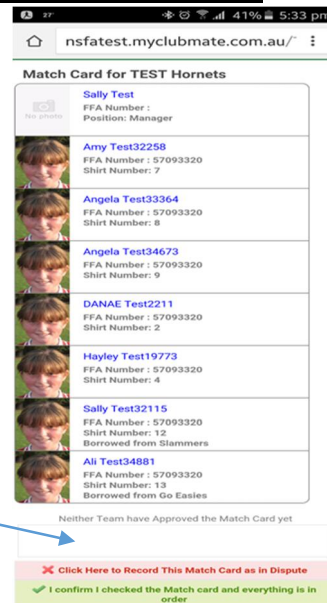 27°
41% 5:33 pm
nsfatest.myclubmate.com.au/
Match Card for TEST Hornets
No photo
Sally Test
FFA Number :
Position: Manager
Amy Test32258
FFA Number : 57093320
Shirt Number: 7
Angela Test33364
FFA Number : 57093320
Shirt Number: 8
Angela Test34673
FFA Number : 57093320
Shirt Number: 9
DANAE Test2211
FFA Number : 57093320
Shirt Number: 2
Hayley Test19773
FFA Number : 57093320
Shirt Number: 4
Sally Test32115
FFA Number : 57093320
Shirt Number: 12
Borrowed from Slammers
Ali Test34881
FFA Number : 57093320
Shirt Number: 13
Borrowed from Go Easies
Neither Team have Approved the Match Card yet
Click Here to Record This Match Card as in Dispute
I confirm I checked the Match card and everything is in
order